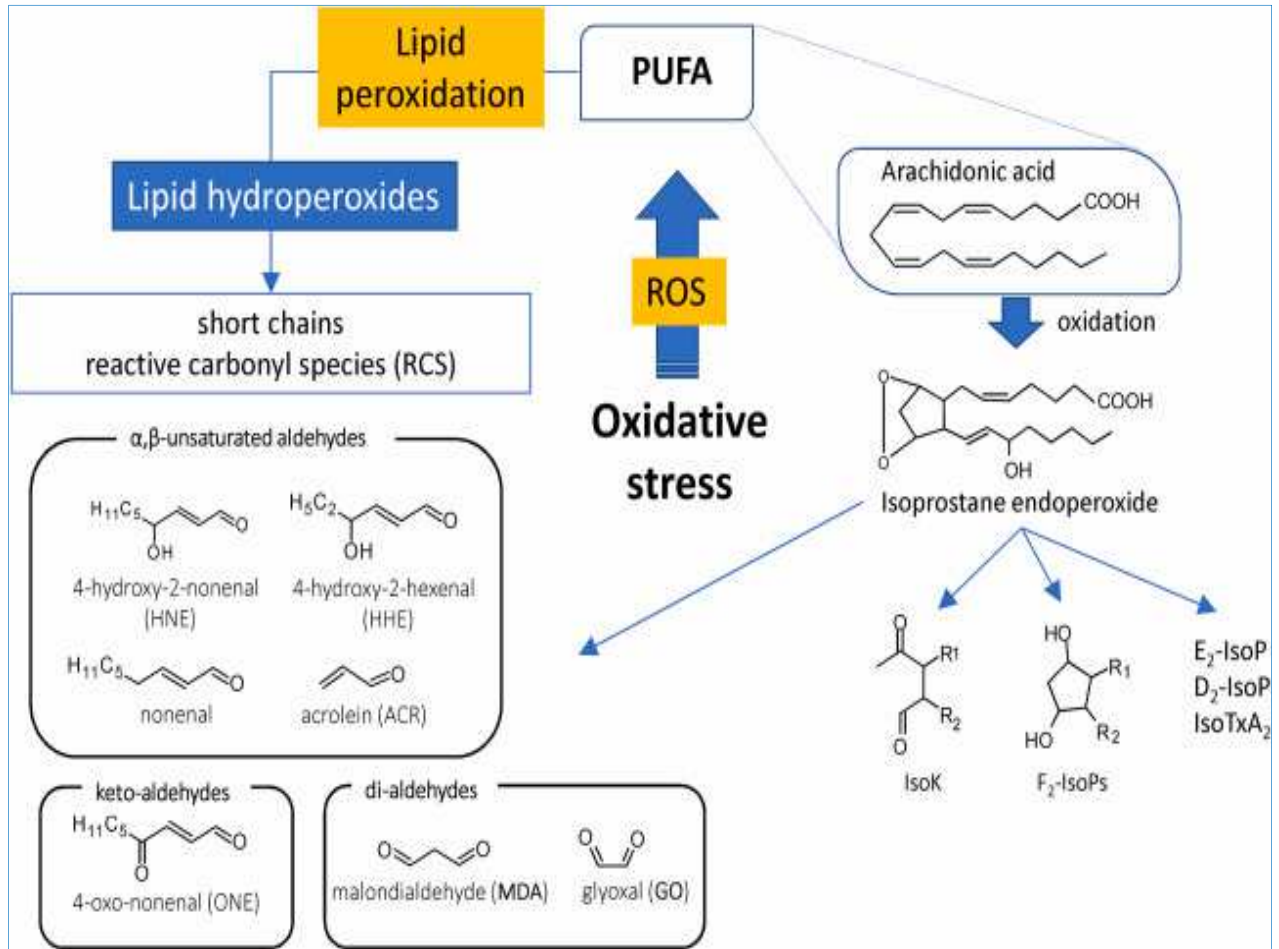 Lipid
peroxidation
PUFA
Lipid hydroperoxides
short chains
reactive carbonyl species (RCS)
α,β-unsaturated aldehydes
H₁₁C₅
O
OH
4-hydroxy-2-nonenal
(HNE)
H₅C₂
O
OH
4-hydroxy-2-hexenal
(HHE)
H₁₁C₅
O
nonenal
O
acrolein (ACR)
keto-aldehydes
H₁₁C₅
O
O
4-oxo-nonenal (ONE)
di-aldehydes
O
O
malondialdehyde (MDA)
O
O
glyoxal (GO)
ROS
Oxidative
stress
Arachidonic acid
COOH
oxidation
O
O
COOH
OH
Isoprostane endoperoxide
O
R1
R₂
O
IsoK
HO
R₁
R₂
HO
F₂-IsoPs
E₂-IsoP
D₂-IsoP
IsoTxA₂